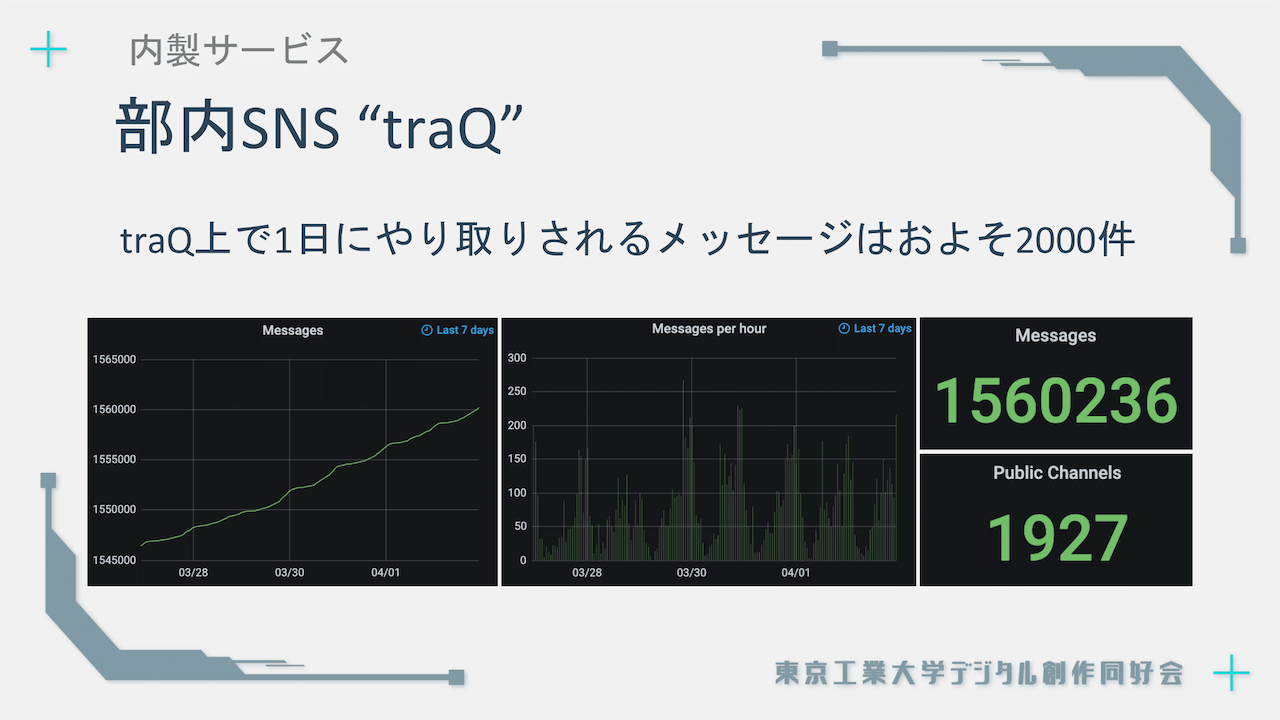 内製サービス
部内SNS “traQ”
traQ上で1日にやり取りされるメッセージはおよそ2000件
Messages
Last 7 days
1565000
1560000
1555000
1550000
1545000
03/28 03/30 04/01
Messages per hour
Last 7 days
300
250
200
150
100
50
0
03/28 03/30 04/01
Messages
1560236
Public Channels
1927
東京工業大学デジタル創作同好会